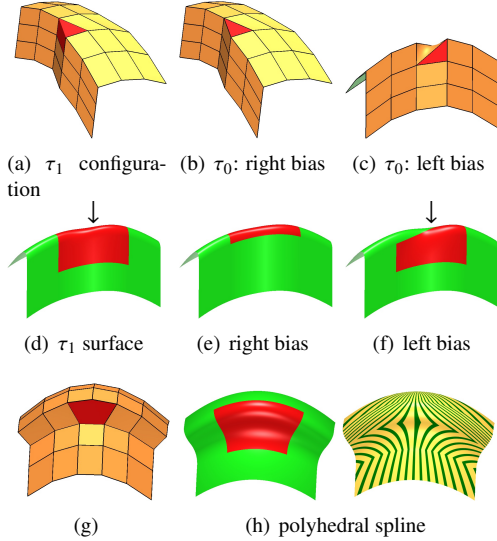 (a) τ₁ configura-tion
(b) τ₀: right bias
(c) τ₀: left bias
(d) τ₁ surface
(e) right bias
(f) left bias
(g)
(h) polyhedral spline